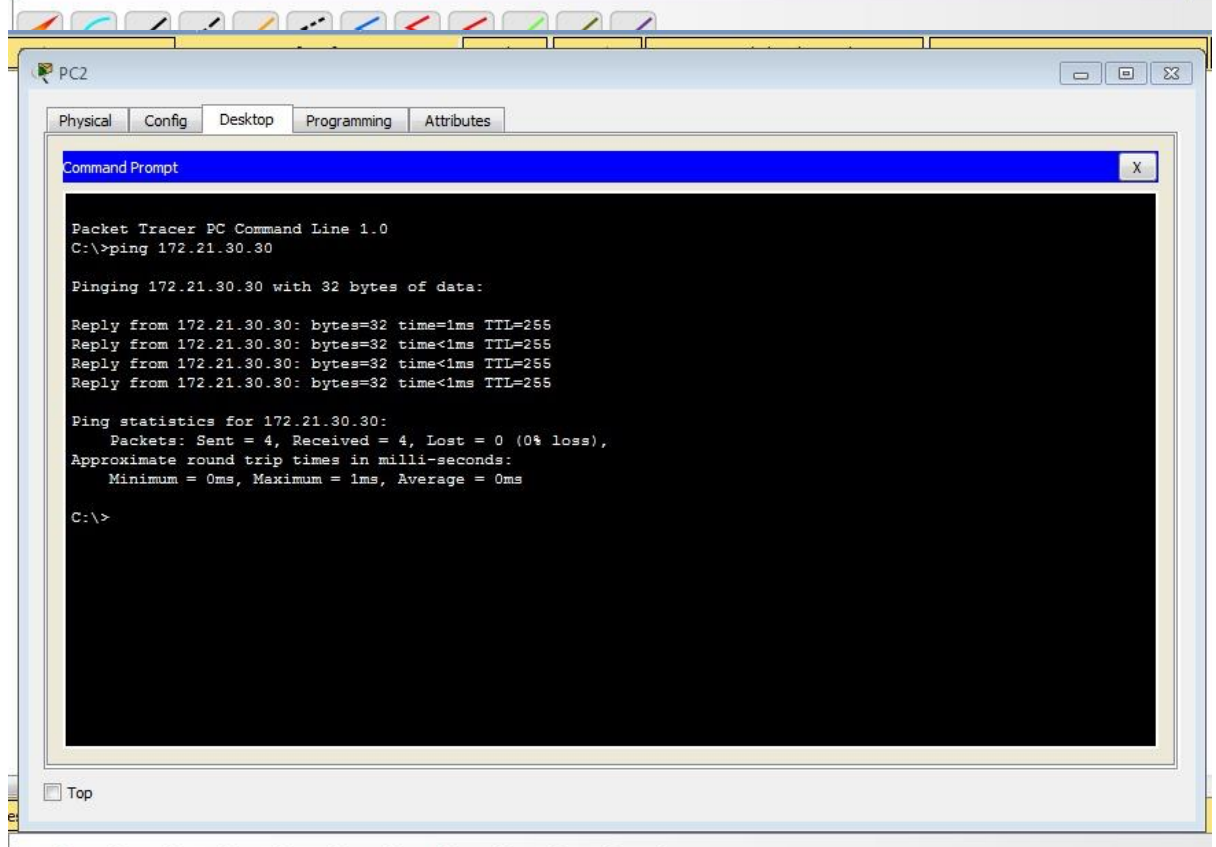 PC2
Physical Config Desktop Programming Attributes
Command Prompt X
Packet Tracer PC Command Line 1.0
C:\>ping 172.21.30.30
Pinging 172.21.30.30 with 32 bytes of data:
Reply from 172.21.30.30: bytes=32 time=1ms TTL=255
Reply from 172.21.30.30: bytes=32 time<1ms TTL=255
Reply from 172.21.30.30: bytes=32 time<1ms TTL=255
Reply from 172.21.30.30: bytes=32 time<1ms TTL=255
Ping statistics for 172.21.30.30:
Packets: Sent = 4, Received = 4, Lost = 0 (0% loss),
Approximate round trip times in milli-seconds:
Minimum = 0ms, Maximum = 1ms, Average = 0ms
C:\>
Top